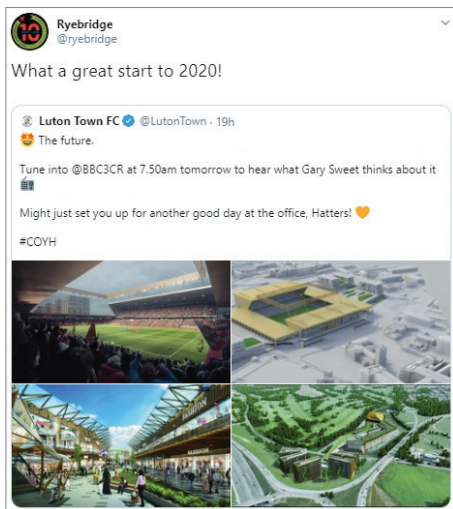 10
Ryebridge
@ryebridge
What a great start to 2020!
Luton Town FC @LutonTown · 19h
🤩 The future.
Tune into @BBC3CR at 7.50am tomorrow to hear what Gary Sweet thinks about it
📻
Might just set you up for another good day at the office, Hatters! 🧡
#COYH